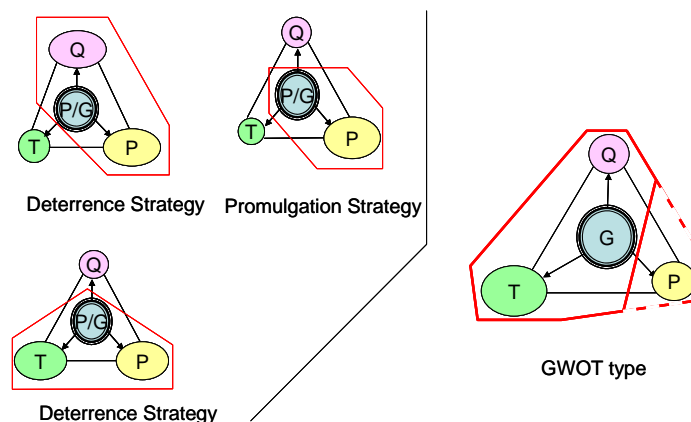 Q
P/G
T
P
Deterrence Strategy
Q
P/G
T
P
Promulgation Strategy
Q
P/G
T
P
Deterrence Strategy
Q
G
T
P
GWOT type